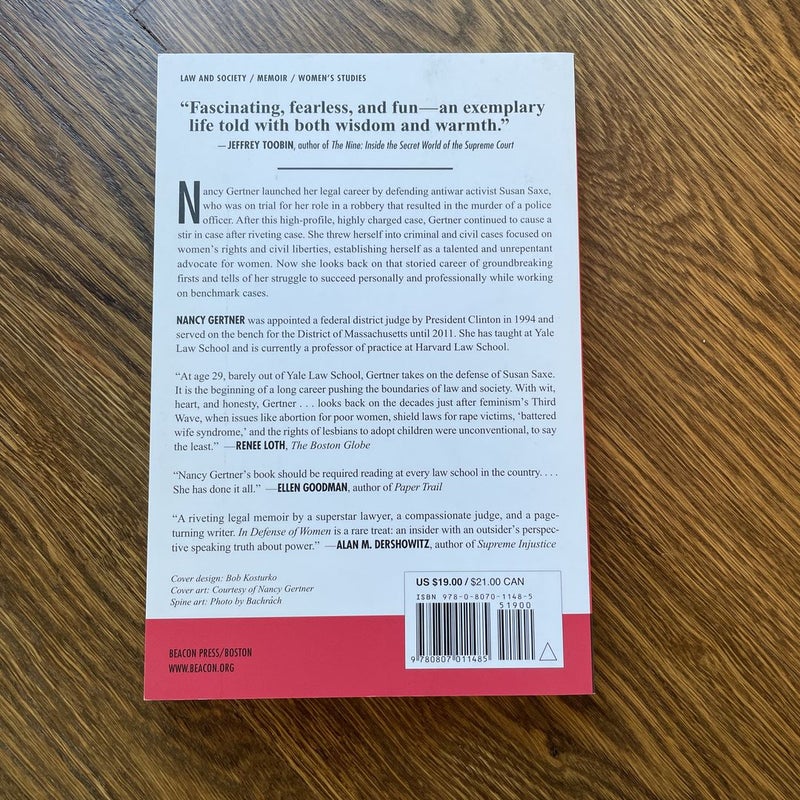 LAW AND SOCIETY / MEMOIR / WOMEN'S STUDIES
“Fascinating, fearless, and fun—an exemplary
life told with both wisdom and warmth.”
— JEFFREY TOOBIN, author of The Nine: Inside the Secret World of the Supreme Court
Nancy Gertner launched her legal career by defending antiwar activist Susan Saxe,
who was on trial for her role in a robbery that resulted in the murder of a police
officer. After this high-profile, highly charged case, Gertner continued to cause a
stir in case after riveting case. She threw herself into criminal and civil cases focused on
women's rights and civil liberties, establishing herself as a talented and unrepentant
advocate for women. Now she looks back on that storied career of groundbreaking
firsts and tells of her struggle to succeed personally and professionally while working
on benchmark cases.
NANCY GERTNER was appointed a federal district judge by President Clinton in 1994 and
served on the bench for the District of Massachusetts until 2011. She has taught at Yale
Law School and is currently a professor of practice at Harvard Law School.
“At age 29, barely out of Yale Law School, Gertner takes on the defense of Susan Saxe.
It is the beginning of a long career pushing the boundaries of law and society. With wit,
heart, and honesty, Gertner . . . looks back on the decades just after feminism's Third
Wave, when issues like abortion for poor women, shield laws for rape victims, ‘battered
wife syndrome,’ and the rights of lesbians to adopt children were unconventional, to say
the least.” —RENEE LOTH, The Boston Globe
“Nancy Gertner's book should be required reading at every law school in the country. . . .
She has done it all.” —ELLEN GOODMAN, author of Paper Trail
“A riveting legal memoir by a superstar lawyer, a compassionate judge, and a page-
turning writer. In Defense of Women is a rare treat: an insider with an outsider's perspec-
tive speaking truth about power.” —ALAN M. DERSHOWITZ, author of Supreme Injustice
Cover design: Bob Kosturko
Cover art: Courtesy of Nancy Gertner
Spine art: Photo by Bachrach
US $19.00 / $21.00 CAN
ISBN 978-0-8070-1148-5
51900
9 780807 011485
BEACON PRESS/BOSTON
WWW.BEACON.ORG